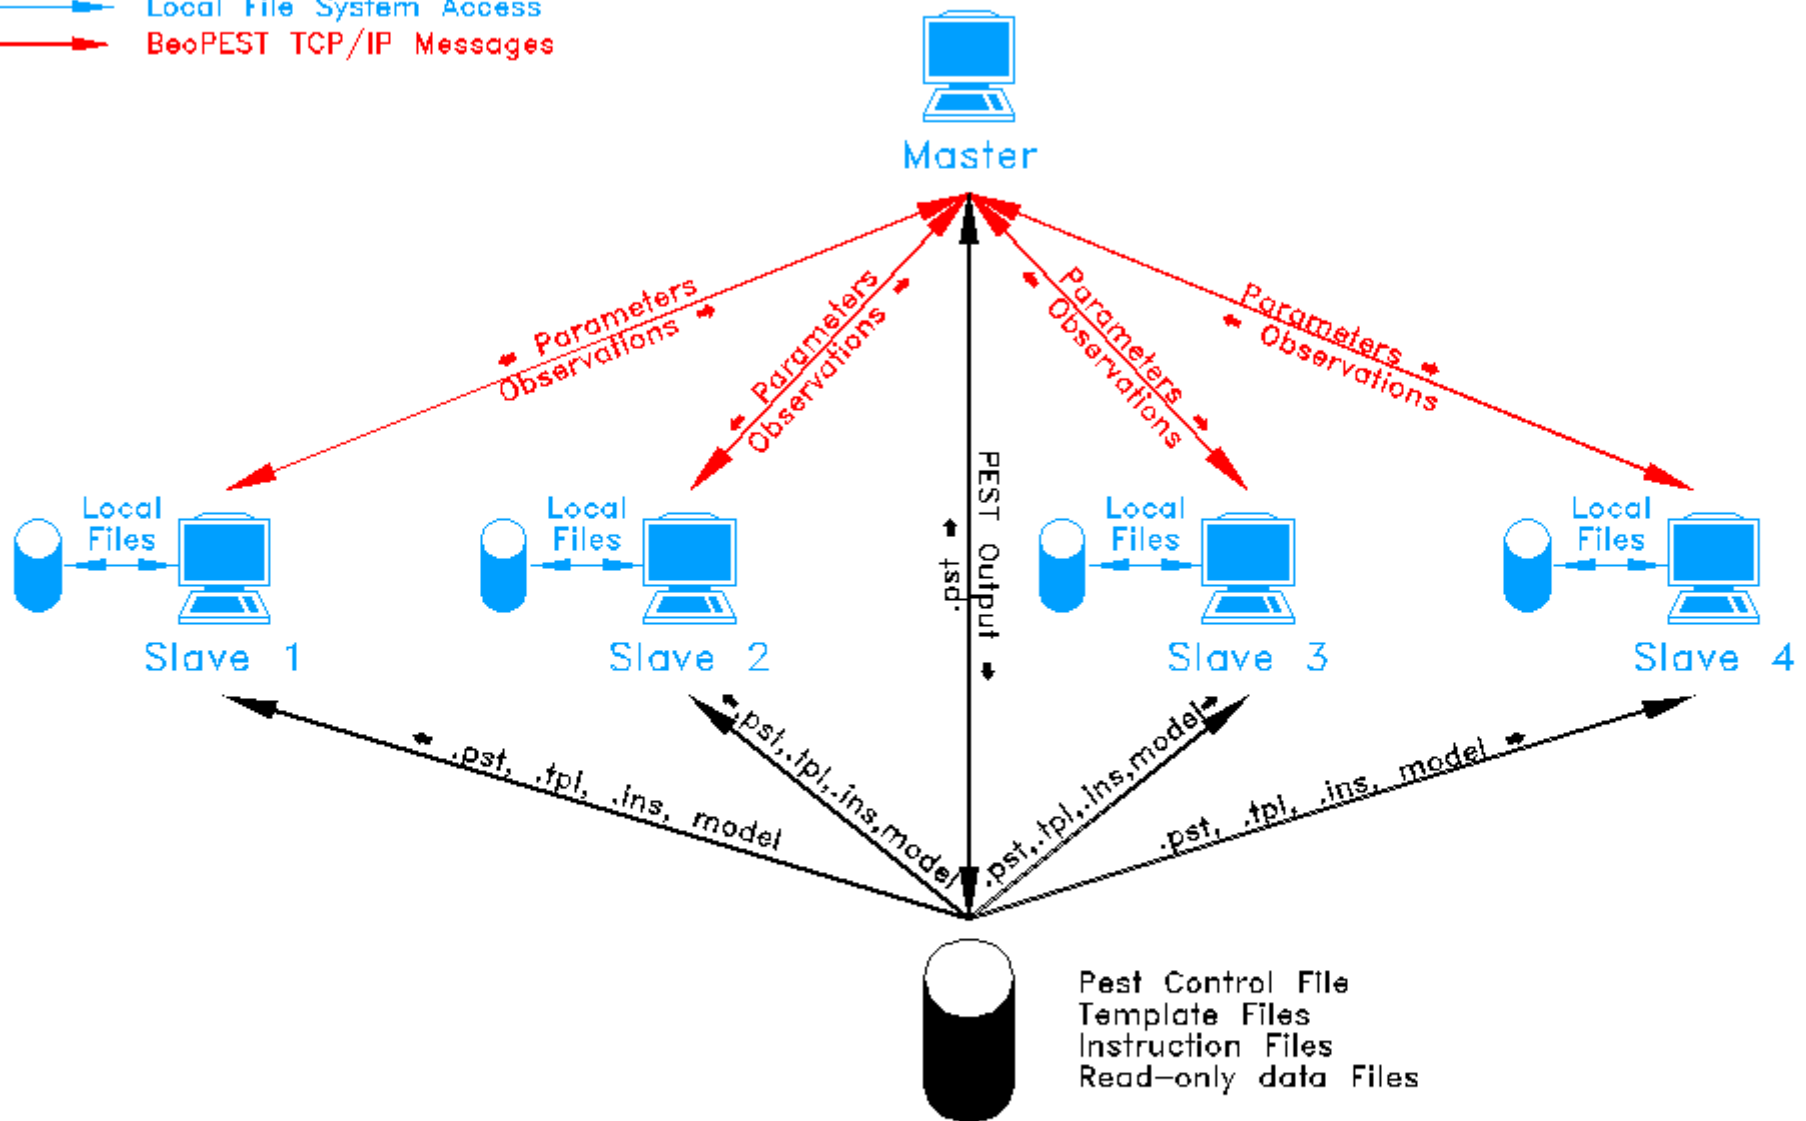 Local File System Access
BeoPEST TCP/IP Messages
Master
Parameters
Observations
Parameters
Observations
Parameters
Observations
Parameters
Observations
PEST Output
.pst
Local
Files
Local
Files
Local
Files
Local
Files
Slave 1
Slave 2
Slave 3
Slave 4
.pst, .tpl, .ins, model
.pst,.tpl,.ins,model
.pst,.tpl,.ins,model
.pst, .tpl, .ins, model
Pest Control File
Template Files
Instruction Files
Read-only data Files